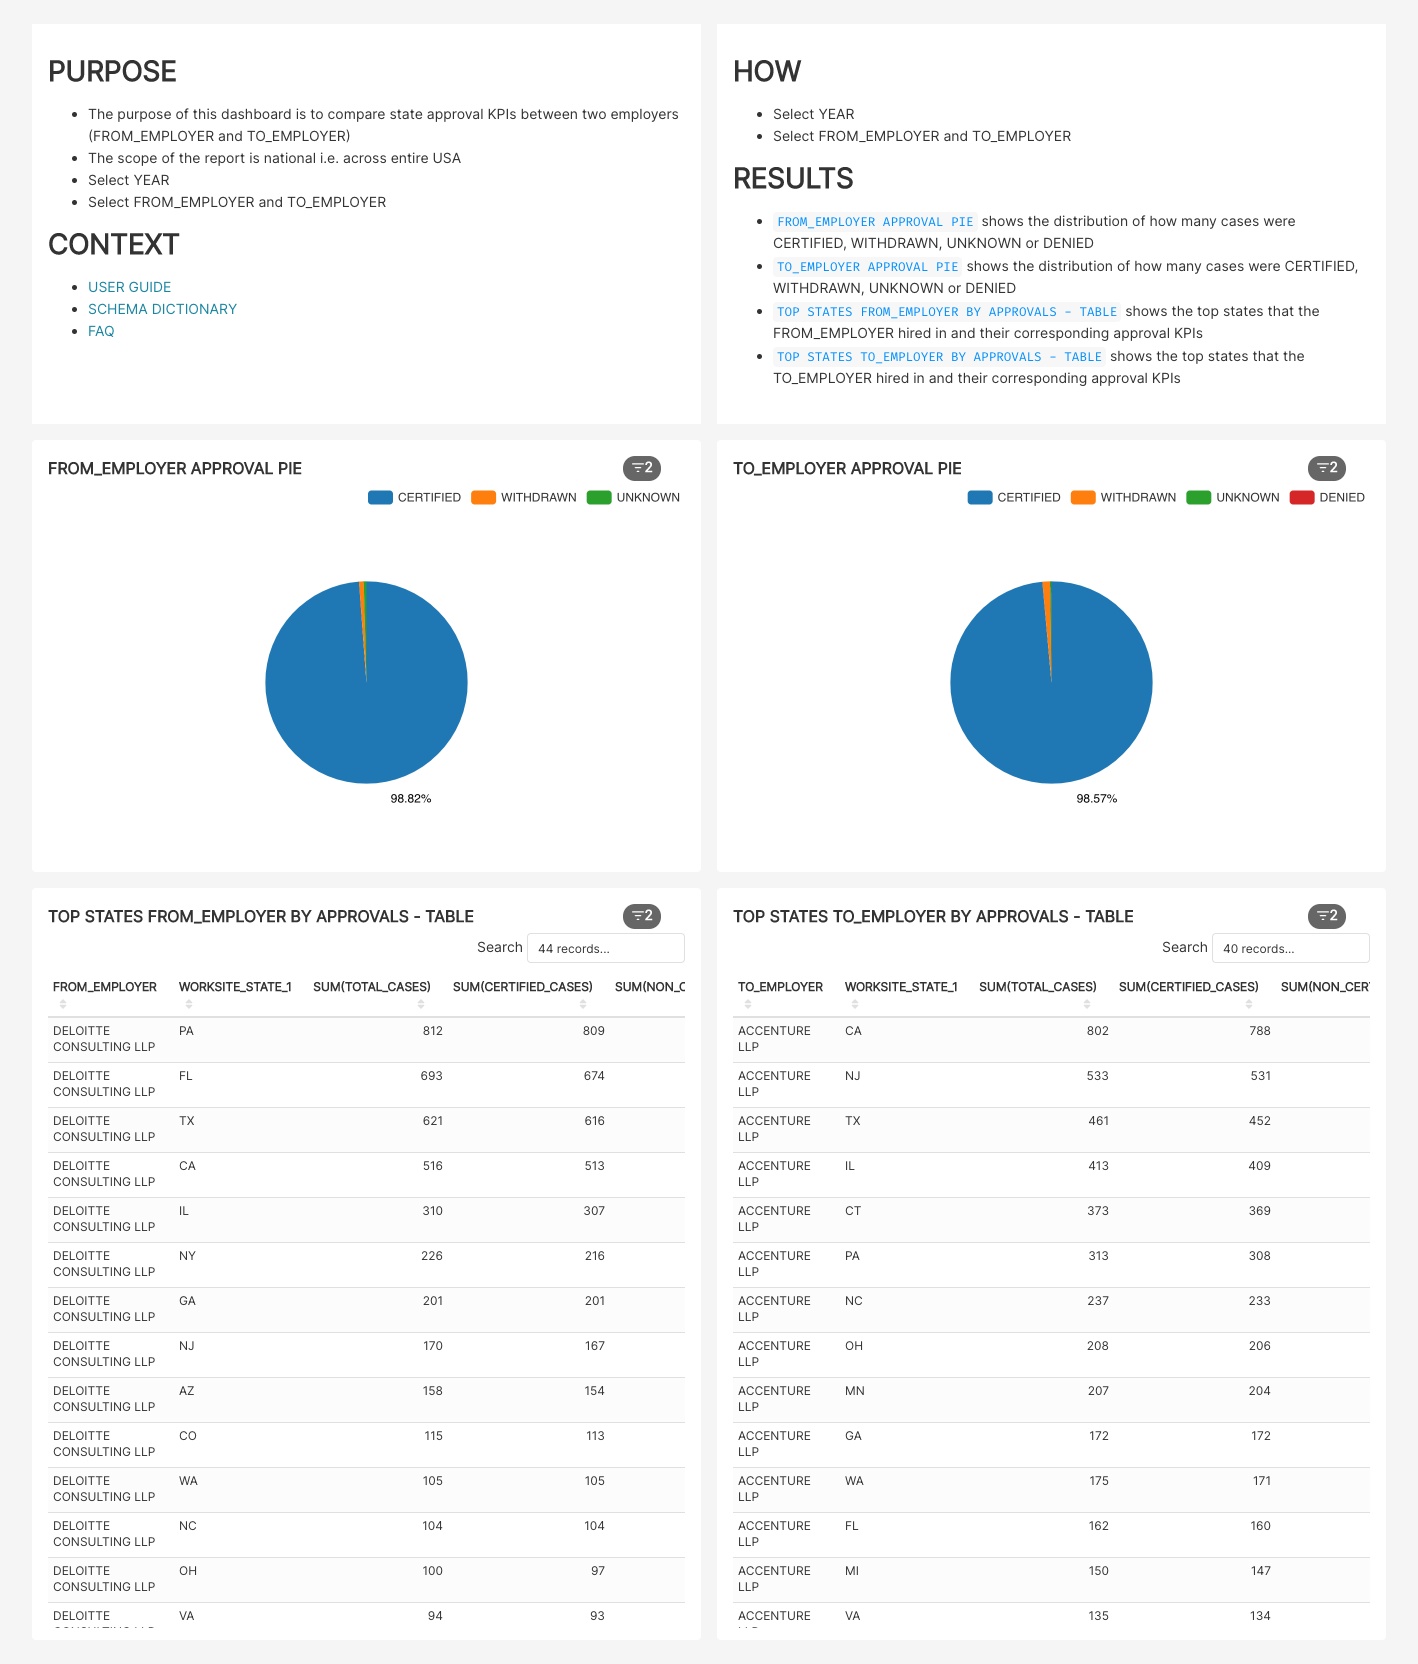 PURPOSE
The purpose of this dashboard is to compare state approval KPIs between two employers
(FROM_EMPLOYER and TO_EMPLOYER)
The scope of the report is national i.e. across entire USA
Select YEAR
Select FROM_EMPLOYER and TO_EMPLOYER
CONTEXT
USER GUIDE
SCHEMA DICTIONARY
FAQ
HOW
Select YEAR
Select FROM_EMPLOYER and TO_EMPLOYER
RESULTS
FROM_EMPLOYER APPROVAL PIE shows the distribution of how many cases were
CERTIFIED, WITHDRAWN, UNKNOWN or DENIED
TO_EMPLOYER APPROVAL PIE shows the distribution of how many cases were CERTIFIED,
WITHDRAWN, UNKNOWN or DENIED
TOP STATES FROM_EMPLOYER BY APPROVALS - TABLE shows the top states that the
FROM_EMPLOYER hired in and their corresponding approval KPIs
TOP STATES TO_EMPLOYER BY APPROVALS - TABLE shows the top states that the
TO_EMPLOYER hired in and their corresponding approval KPIs
FROM_EMPLOYER APPROVAL PIE 2
CERTIFIED WITHDRAWN UNKNOWN
98.82%
TO_EMPLOYER APPROVAL PIE 2
CERTIFIED WITHDRAWN UNKNOWN DENIED
98.57%
TOP STATES FROM_EMPLOYER BY APPROVALS - TABLE 2
Search 44 records...
FROM_EMPLOYER WORKSITE_STATE_1 SUM(TOTAL_CASES) SUM(CERTIFIED_CASES) SUM(NON_C
DELOITTE PA 812 809
CONSULTING LLP
DELOITTE FL 693 674
CONSULTING LLP
DELOITTE TX 621 616
CONSULTING LLP
DELOITTE CA 516 513
CONSULTING LLP
DELOITTE IL 310 307
CONSULTING LLP
DELOITTE NY 226 216
CONSULTING LLP
DELOITTE GA 201 201
CONSULTING LLP
DELOITTE NJ 170 167
CONSULTING LLP
DELOITTE AZ 158 154
CONSULTING LLP
DELOITTE CO 115 113
CONSULTING LLP
DELOITTE WA 105 105
CONSULTING LLP
DELOITTE NC 104 104
CONSULTING LLP
DELOITTE OH 100 97
CONSULTING LLP
DELOITTE VA 94 93
TOP STATES TO_EMPLOYER BY APPROVALS - TABLE 2
Search 40 records...
TO_EMPLOYER WORKSITE_STATE_1 SUM(TOTAL_CASES) SUM(CERTIFIED_CASES) SUM(NON_CER
ACCENTURE CA 802 788
LLP
ACCENTURE NJ 533 531
LLP
ACCENTURE TX 461 452
LLP
ACCENTURE IL 413 409
LLP
ACCENTURE CT 373 369
LLP
ACCENTURE PA 313 308
LLP
ACCENTURE NC 237 233
LLP
ACCENTURE OH 208 206
LLP
ACCENTURE MN 207 204
LLP
ACCENTURE GA 172 172
LLP
ACCENTURE WA 175 171
LLP
ACCENTURE FL 162 160
LLP
ACCENTURE MI 150 147
LLP
ACCENTURE VA 135 134